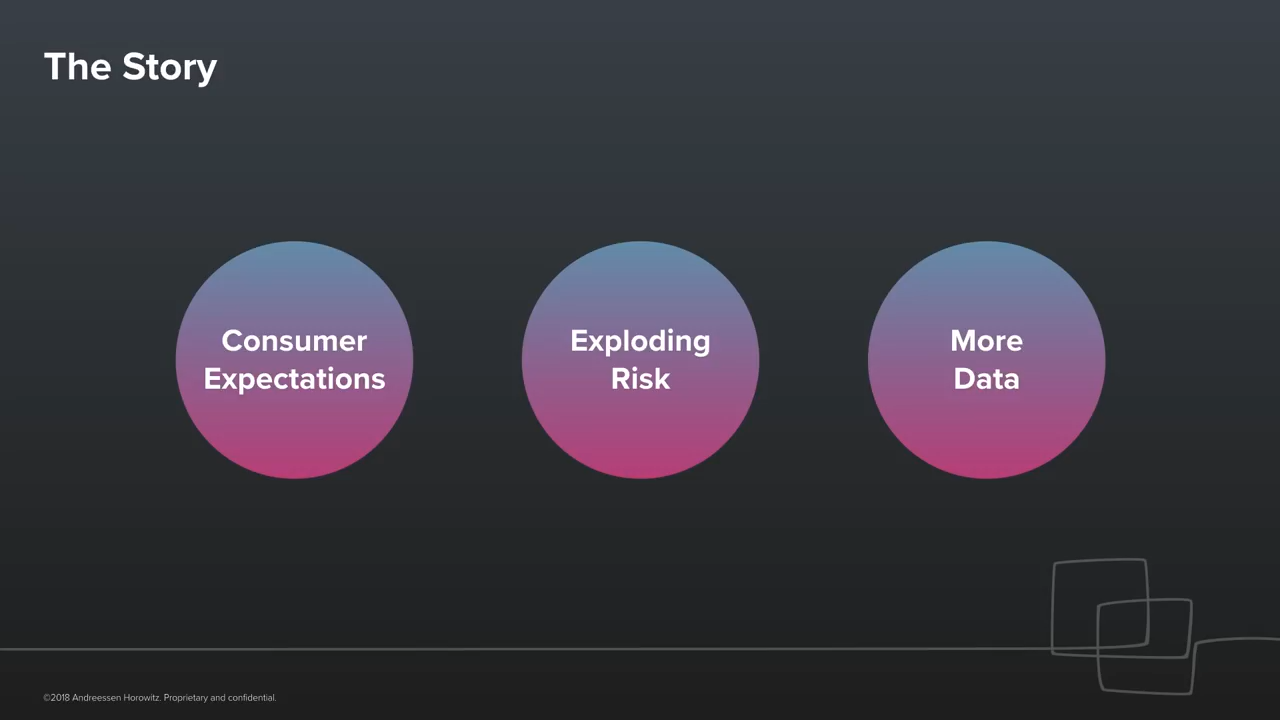 The Story
Consumer
Expectations
Exploding
Risk
More
Data
©2018 Andreessen Horowitz. Proprietary and confidential.